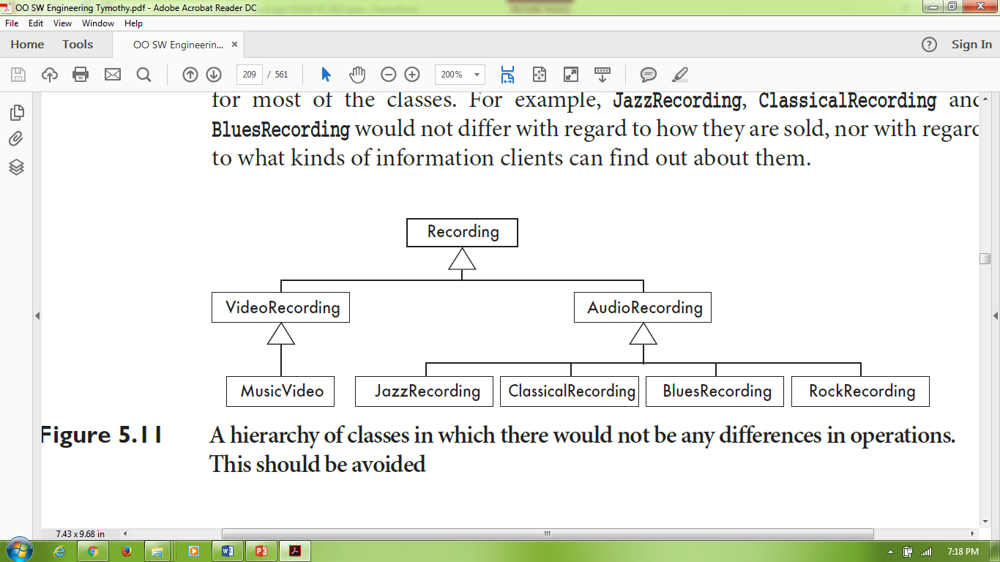 OO SW Engineering Tymothy.pdf - Adobe Acrobat Reader DC
File Edit View Window Help
Home Tools OO SW Engineerin... × ? Sign In
209 / 561 200%
for most of the classes. For example, JazzRecording, ClassicalRecording and
BluesRecording would not differ with regard to how they are sold, nor with regard
to what kinds of information clients can find out about them.
Recording
VideoRecording AudioRecording
MusicVideo JazzRecording ClassicalRecording BluesRecording RockRecording
Figure 5.11 A hierarchy of classes in which there would not be any differences in operations.
This should be avoided
7.43 x 9.68 in
7:18 PM